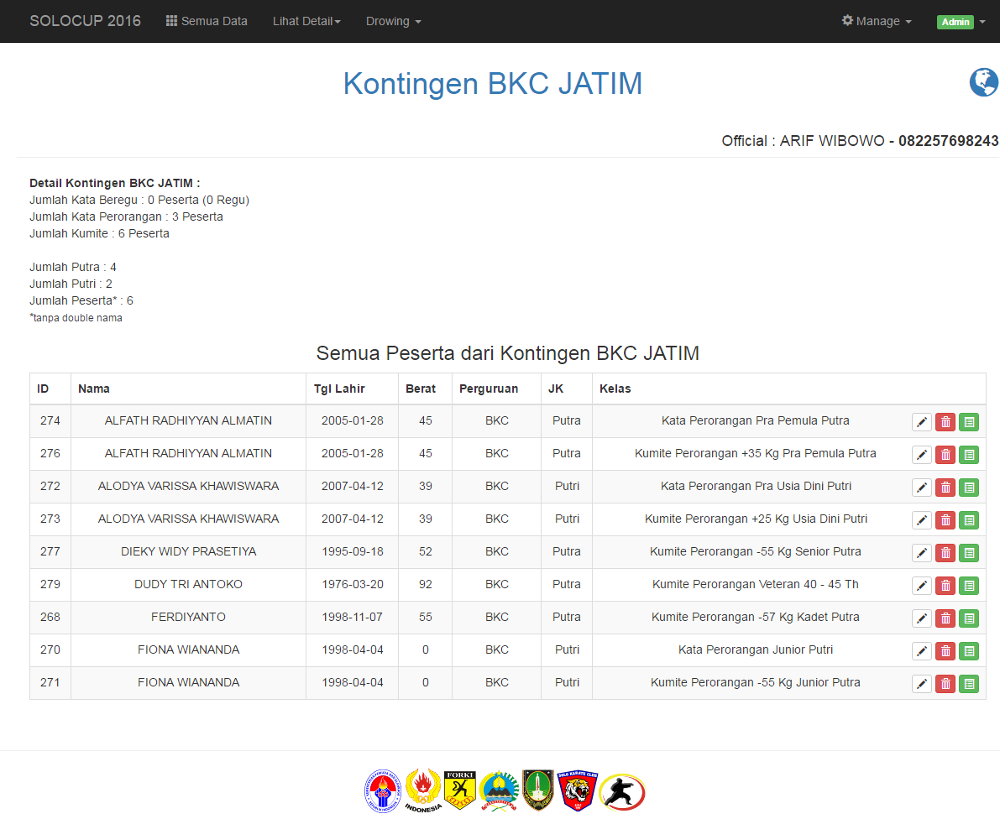 SOLOCUP 2016 Semua Data Lihat Detail Drowing Manage Admin
Kontingen BKC JATIM
Official : ARIF WIBOWO - 082257698243
Detail Kontingen BKC JATIM :
Jumlah Kata Beregu : 0 Peserta (0 Regu)
Jumlah Kata Perorangan : 3 Peserta
Jumlah Kumite : 6 Peserta
Jumlah Putra : 4
Jumlah Putri : 2
Jumlah Peserta* : 6
*tanpa double nama
Semua Peserta dari Kontingen BKC JATIM
ID Nama Tgl Lahir Berat Perguruan JK Kelas
274 ALFATH RADHIYYAN ALMATIN 2005-01-28 45 BKC Putra Kata Perorangan Pra Pemula Putra
276 ALFATH RADHIYYAN ALMATIN 2005-01-28 45 BKC Putra Kumite Perorangan +35 Kg Pra Pemula Putra
272 ALODYA VARISSA KHAWISWARA 2007-04-12 39 BKC Putri Kata Perorangan Pra Usia Dini Putri
273 ALODYA VARISSA KHAWISWARA 2007-04-12 39 BKC Putri Kumite Perorangan +25 Kg Usia Dini Putri
277 DIEKY WIDY PRASETIYA 1995-09-18 52 BKC Putra Kumite Perorangan -55 Kg Senior Putra
279 DUDY TRI ANTOKO 1976-03-20 92 BKC Putra Kumite Perorangan Veteran 40 - 45 Th
268 FERDIYANTO 1998-11-07 55 BKC Putra Kumite Perorangan -57 Kg Kadet Putra
270 FIONA WIANANDA 1998-04-04 0 BKC Putri Kata Perorangan Junior Putri
271 FIONA WIANANDA 1998-04-04 0 BKC Putri Kumite Perorangan -55 Kg Junior Putra
INDONESIA
FORKI
SOLO KARATE CLUB